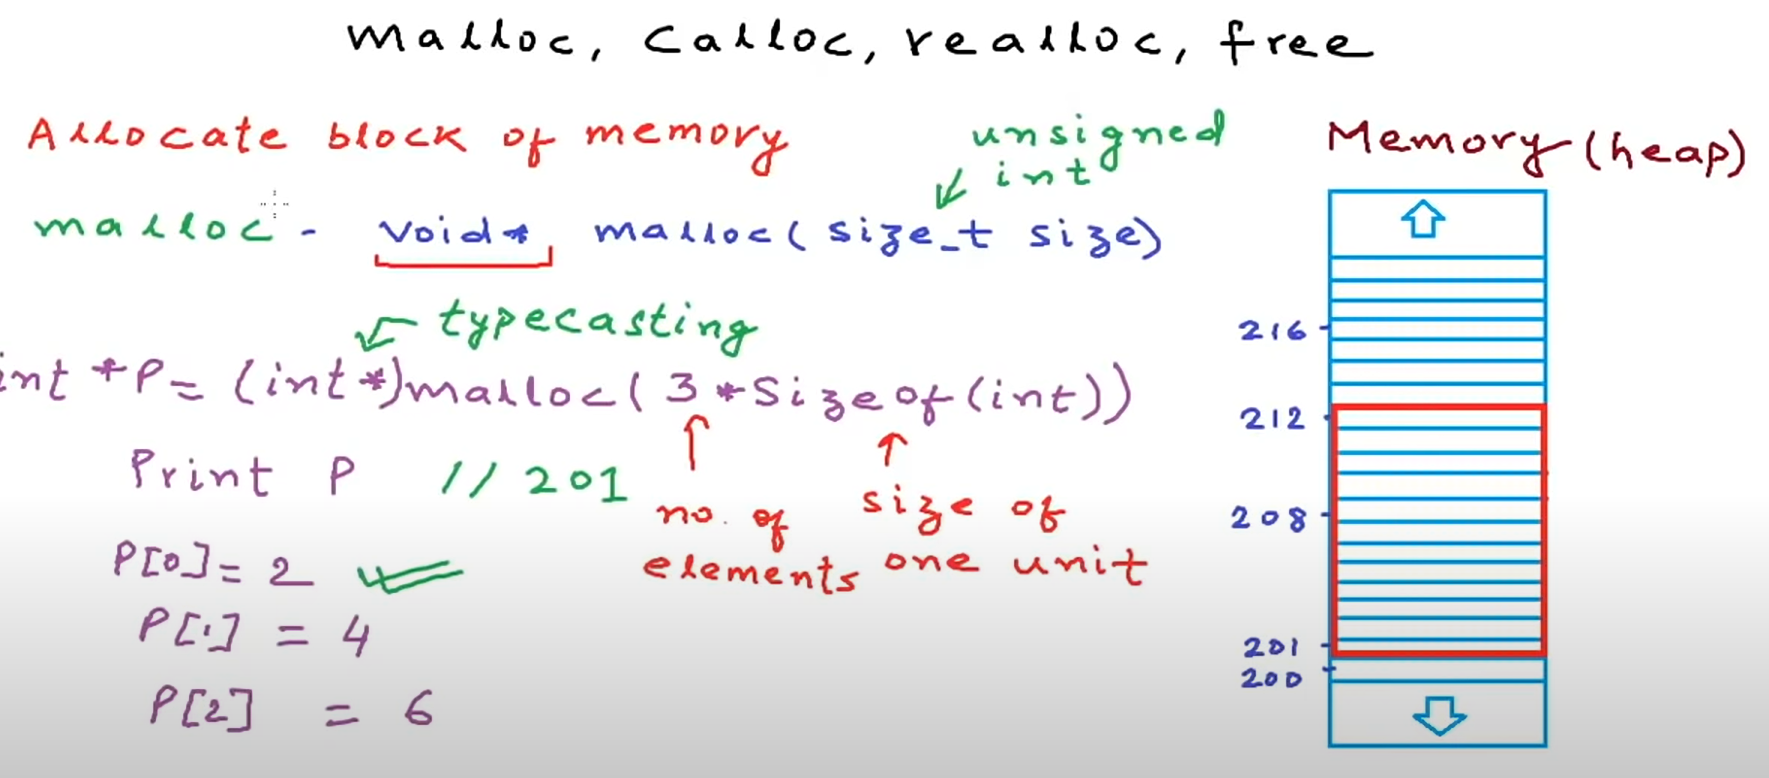 malloc, calloc, realloc, free
Allocate block of memory
unsigned
int
Memory (heap)
malloc - void* malloc(size_t size)
typecasting
int *P = (int*)malloc(3*Sizeof(int))
Print P // 201
no. of
elements
size of
one unit
P[0] = 2
P[1] = 4
P[2] = 6
216
212
208
201
200